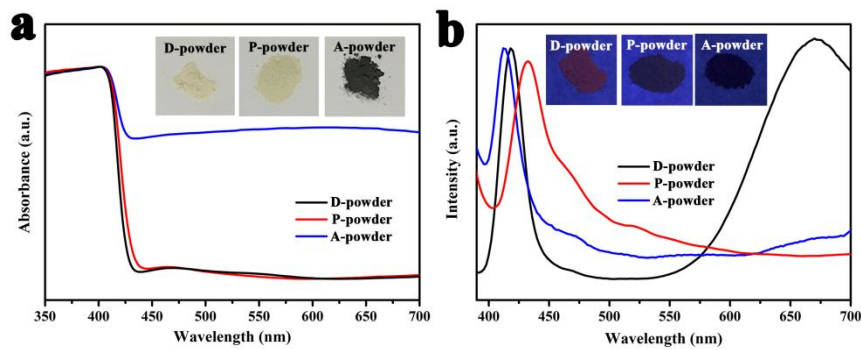 a
D-powder P-powder A-powder
Absorbance (a.u.)
D-powder
P-powder
A-powder
350 400 450 500 550 600 650 700
Wavelength (nm)
b
D-powder P-powder A-powder
Intensity (a.u.)
D-powder
P-powder
A-powder
400 450 500 550 600 650 700
Wavelength (nm)